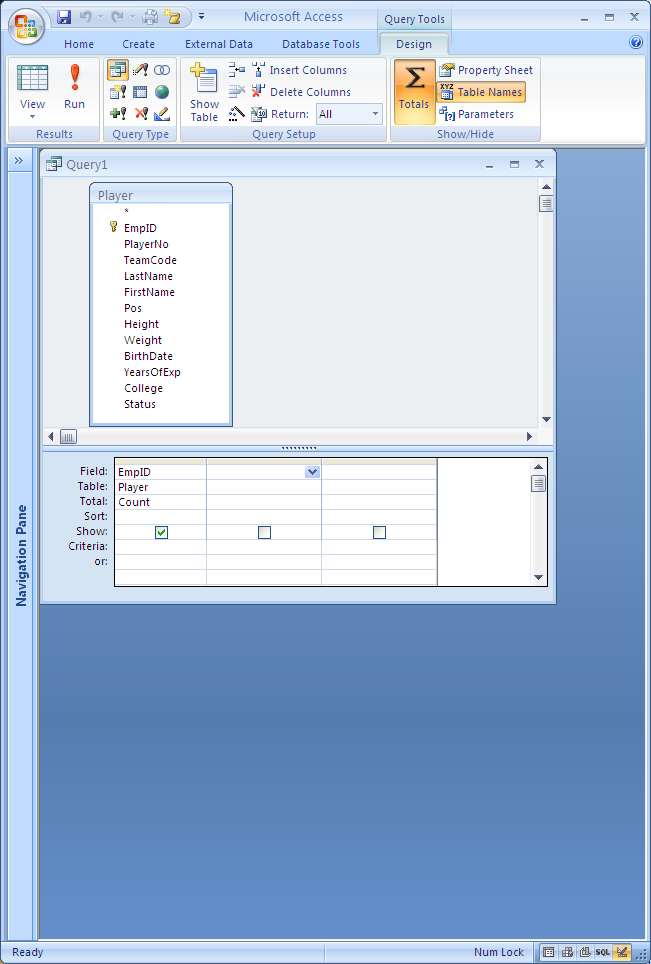 Microsoft Access
Query Tools
Home Create External Data Database Tools Design
View
Run
Results
Query Type
Show Table
Insert Columns
Delete Columns
Return: All
Query Setup
Σ
Totals
Property Sheet
XYZ Table Names
Parameters
Show/Hide
»
Navigation Pane
Query1
Player
*
EmpID
PlayerNo
TeamCode
LastName
FirstName
Pos
Height
Weight
BirthDate
YearsOfExp
College
Status
Field: EmpID
Table: Player
Total: Count
Sort:
Show:
Criteria:
or:
Ready Num Lock SQL